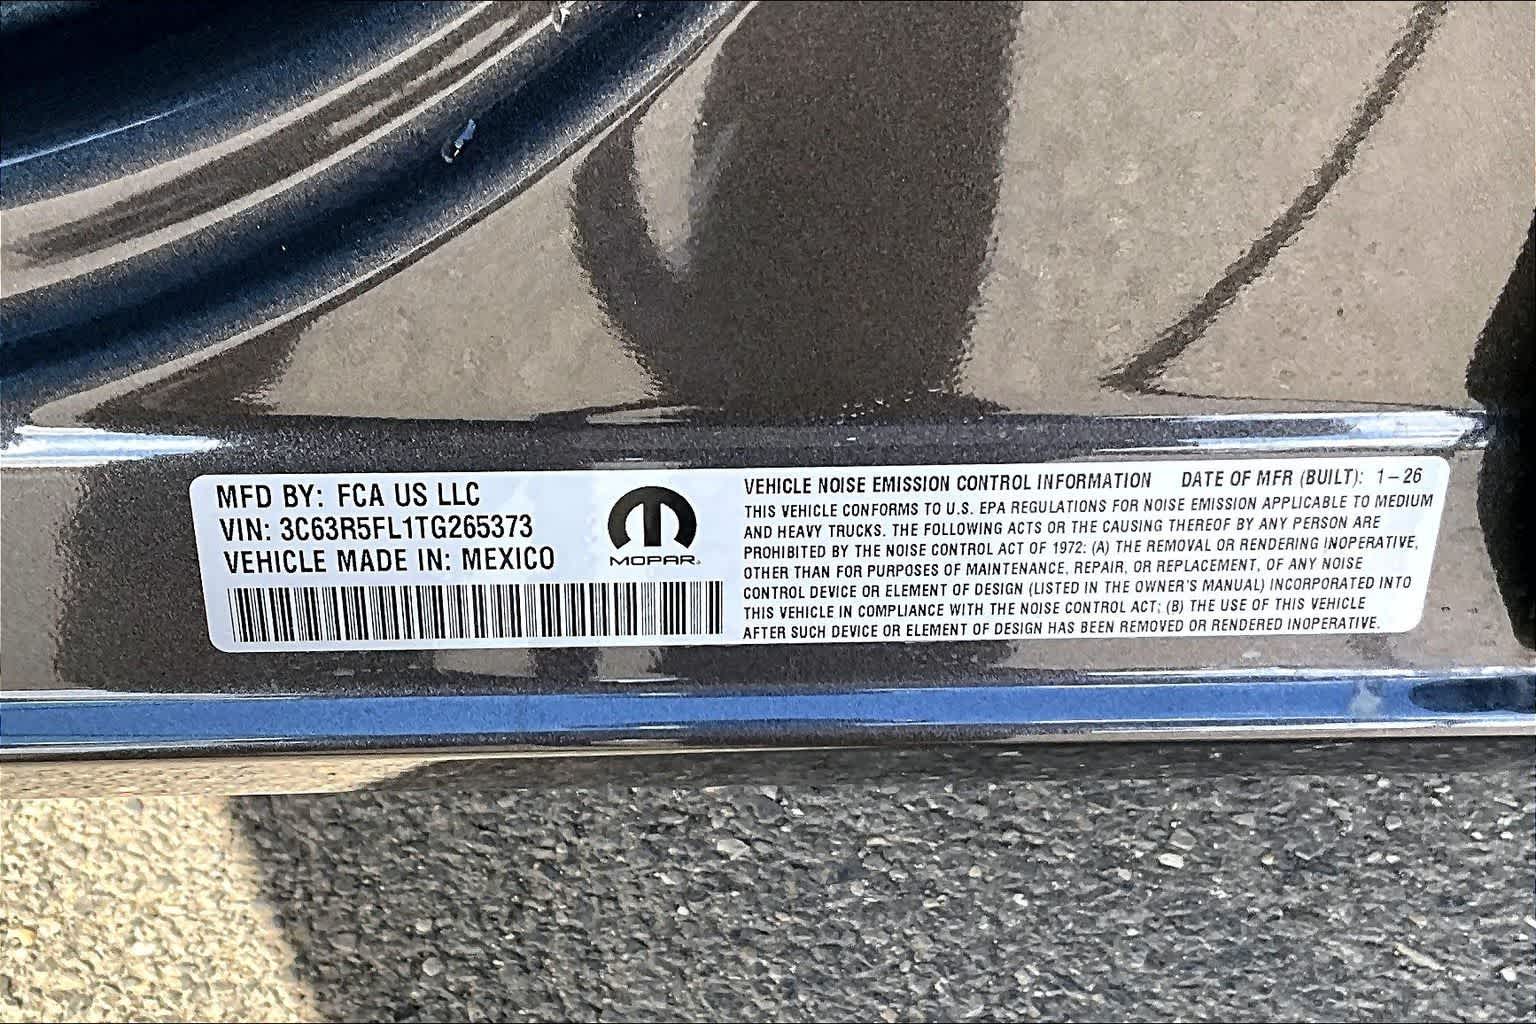 MFD BY: FCA US LLC
VIN: 3C63R5FL1TG265373
VEHICLE MADE IN: MEXICO
MOPAR
VEHICLE NOISE EMISSION CONTROL INFORMATION DATE OF MFR (BUILT): 1-26
THIS VEHICLE CONFORMS TO U.S. EPA REGULATIONS FOR NOISE EMISSION APPLICABLE TO MEDIUM
AND HEAVY TRUCKS. THE FOLLOWING ACTS OR THE CAUSING THEREOF BY ANY PERSON ARE
PROHIBITED BY THE NOISE CONTROL ACT OF 1972: (A) THE REMOVAL OR RENDERING INOPERATIVE,
OTHER THAN FOR PURPOSES OF MAINTENANCE, REPAIR, OR REPLACEMENT, OF ANY NOISE
CONTROL DEVICE OR ELEMENT OF DESIGN (LISTED IN THE OWNER'S MANUAL) INCORPORATED INTO
THIS VEHICLE IN COMPLIANCE WITH THE NOISE CONTROL ACT; (B) THE USE OF THIS VEHICLE
AFTER SUCH DEVICE OR ELEMENT OF DESIGN HAS BEEN REMOVED OR RENDERED INOPERATIVE.